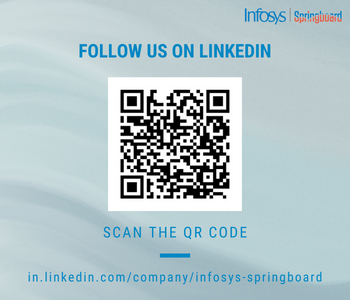 Infosys | Springboard
FOLLOW US ON LINKEDIN
SCAN THE QR CODE
in.linkedin.com/company/infosys-springboard